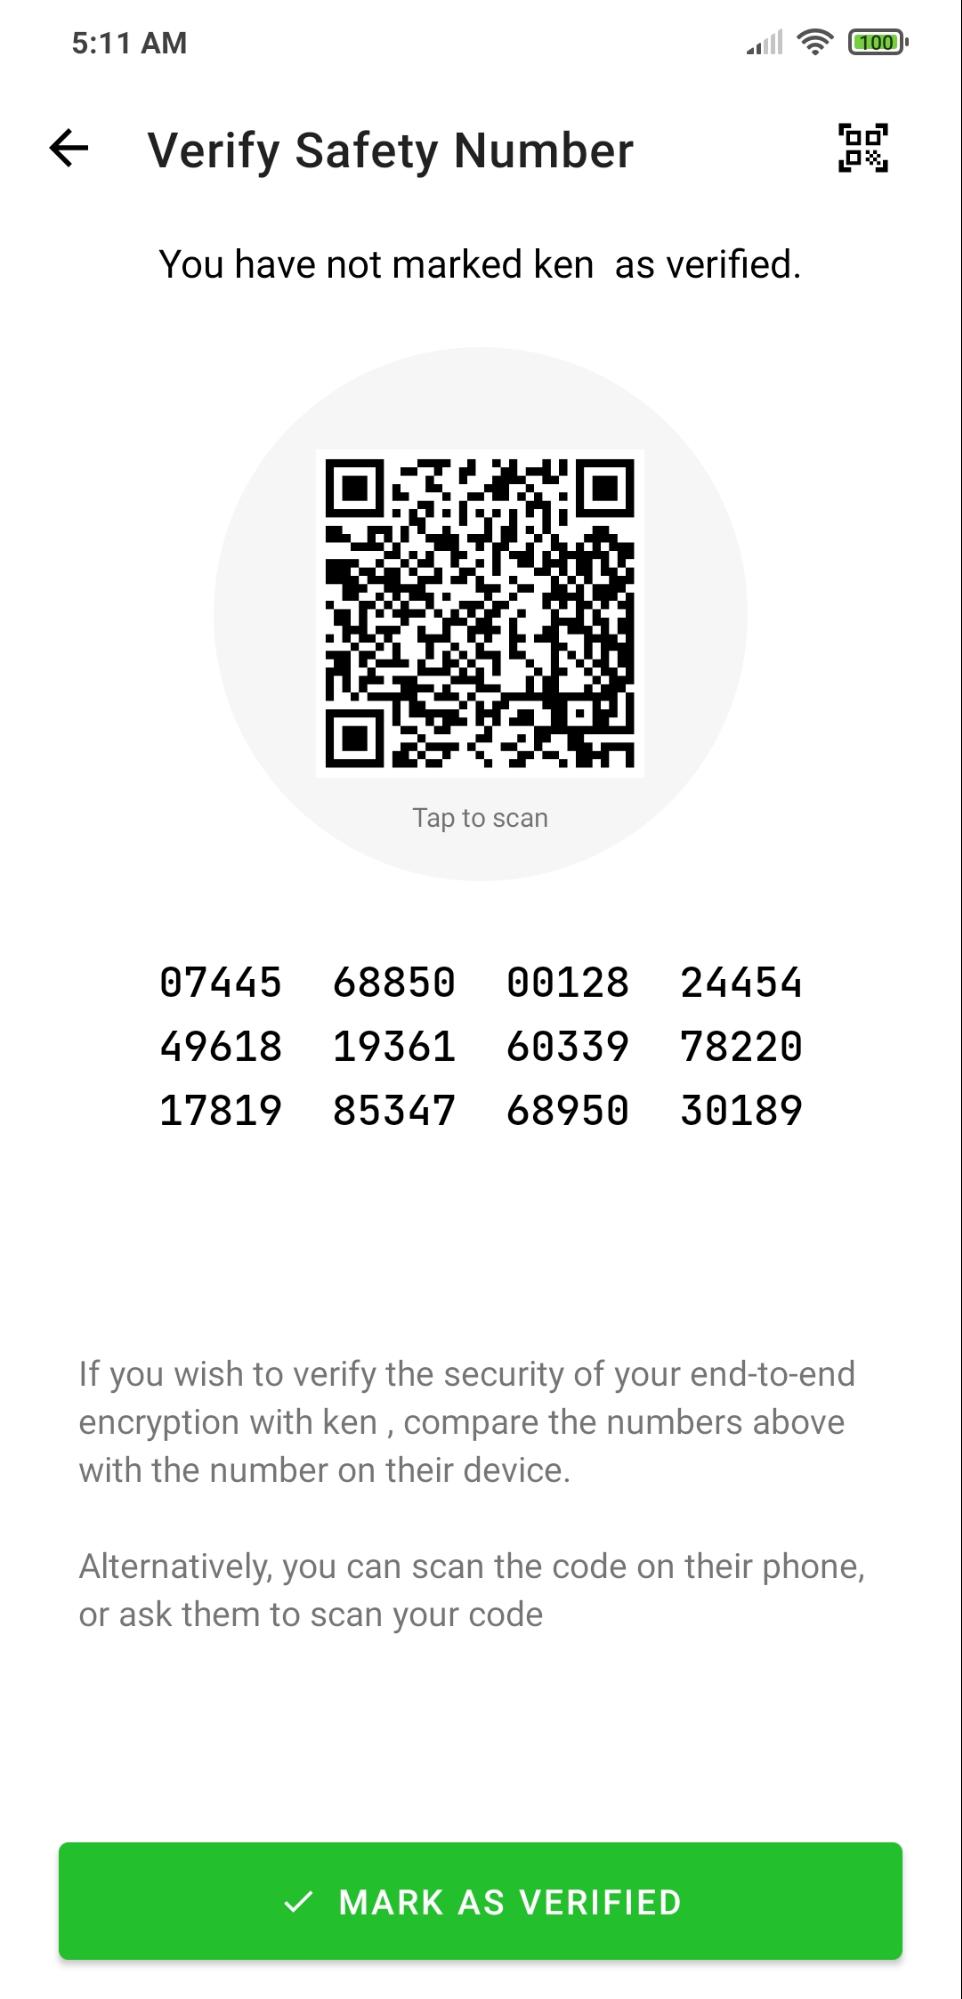 5:11 AM
100
Verify Safety Number
You have not marked ken  as verified.
Tap to scan
07445 68850 00128 24454
49618 19361 60339 78220
17819 85347 68950 30189
If you wish to verify the security of your end-to-end
encryption with ken , compare the numbers above
with the number on their device.
Alternatively, you can scan the code on their phone,
or ask them to scan your code
MARK AS VERIFIED